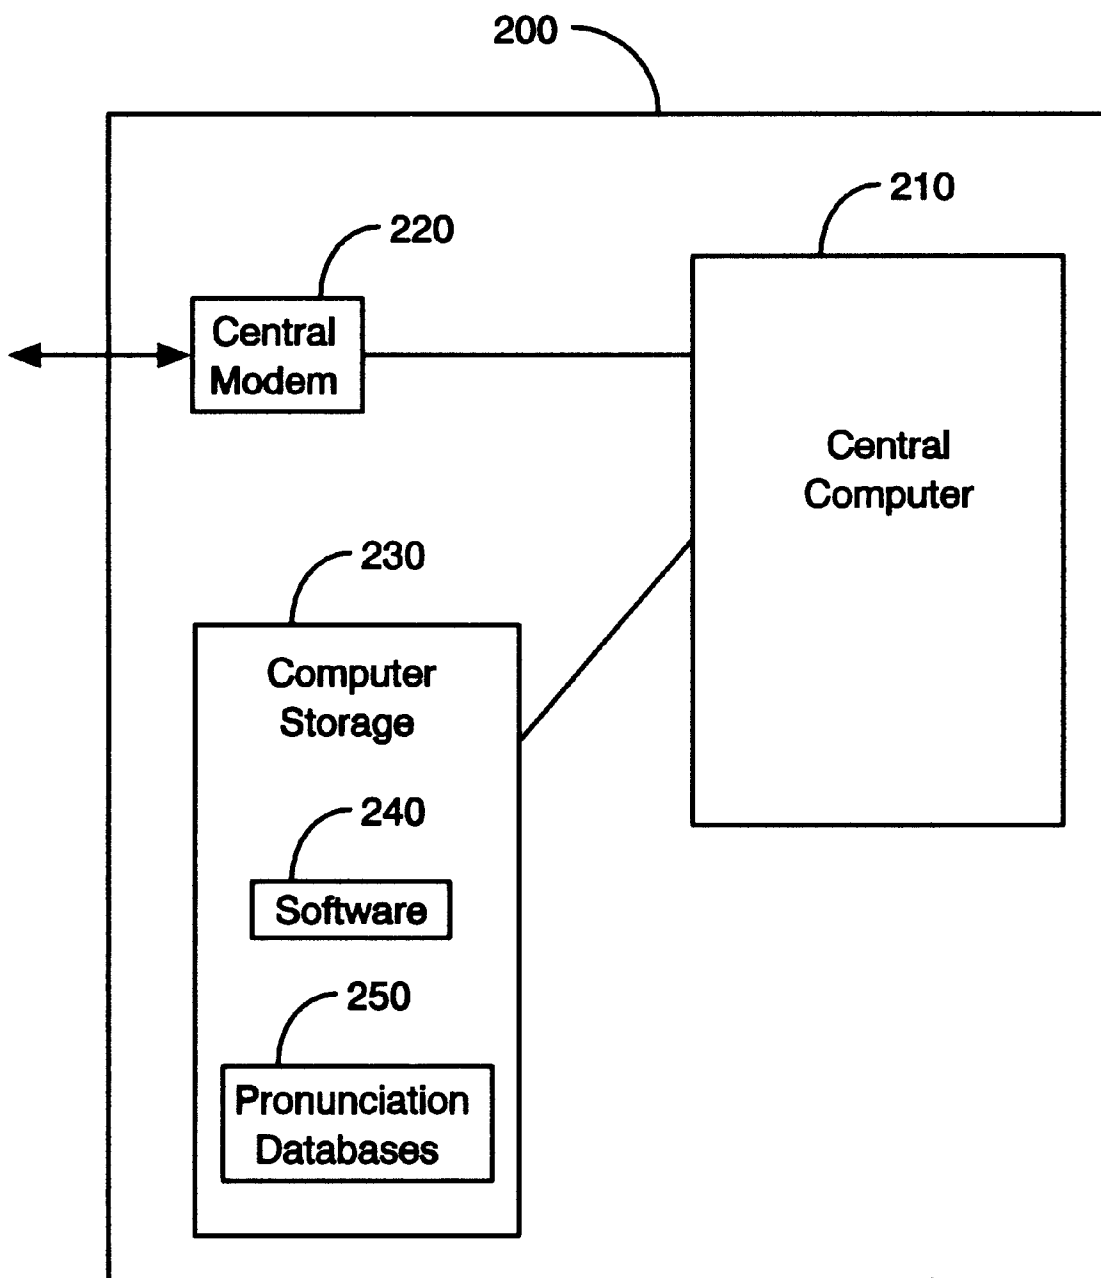 200
210
220
Central
Modem
Central
Computer
230
Computer
Storage
240
Software
250
Pronunciation
Databases